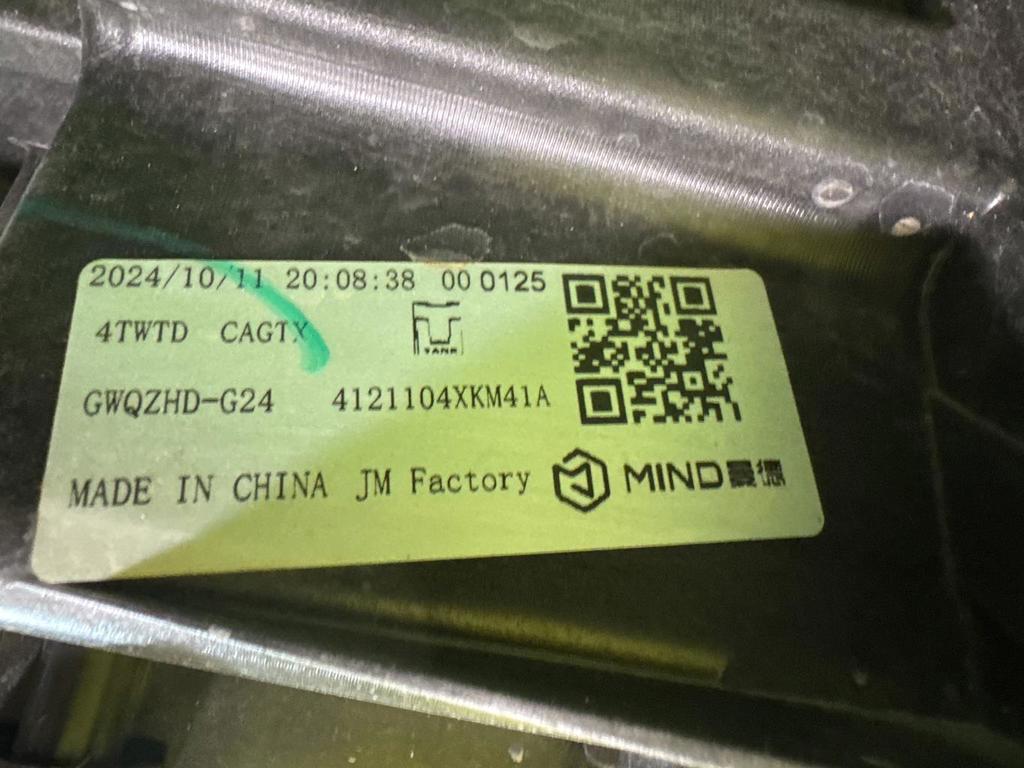 2024/10/11 20:08:38 00 0125
4TWTD CAGTX
TANK
GWQZHD-G24 4121104XKM41A
MADE IN CHINA JM Factory MIND曼德